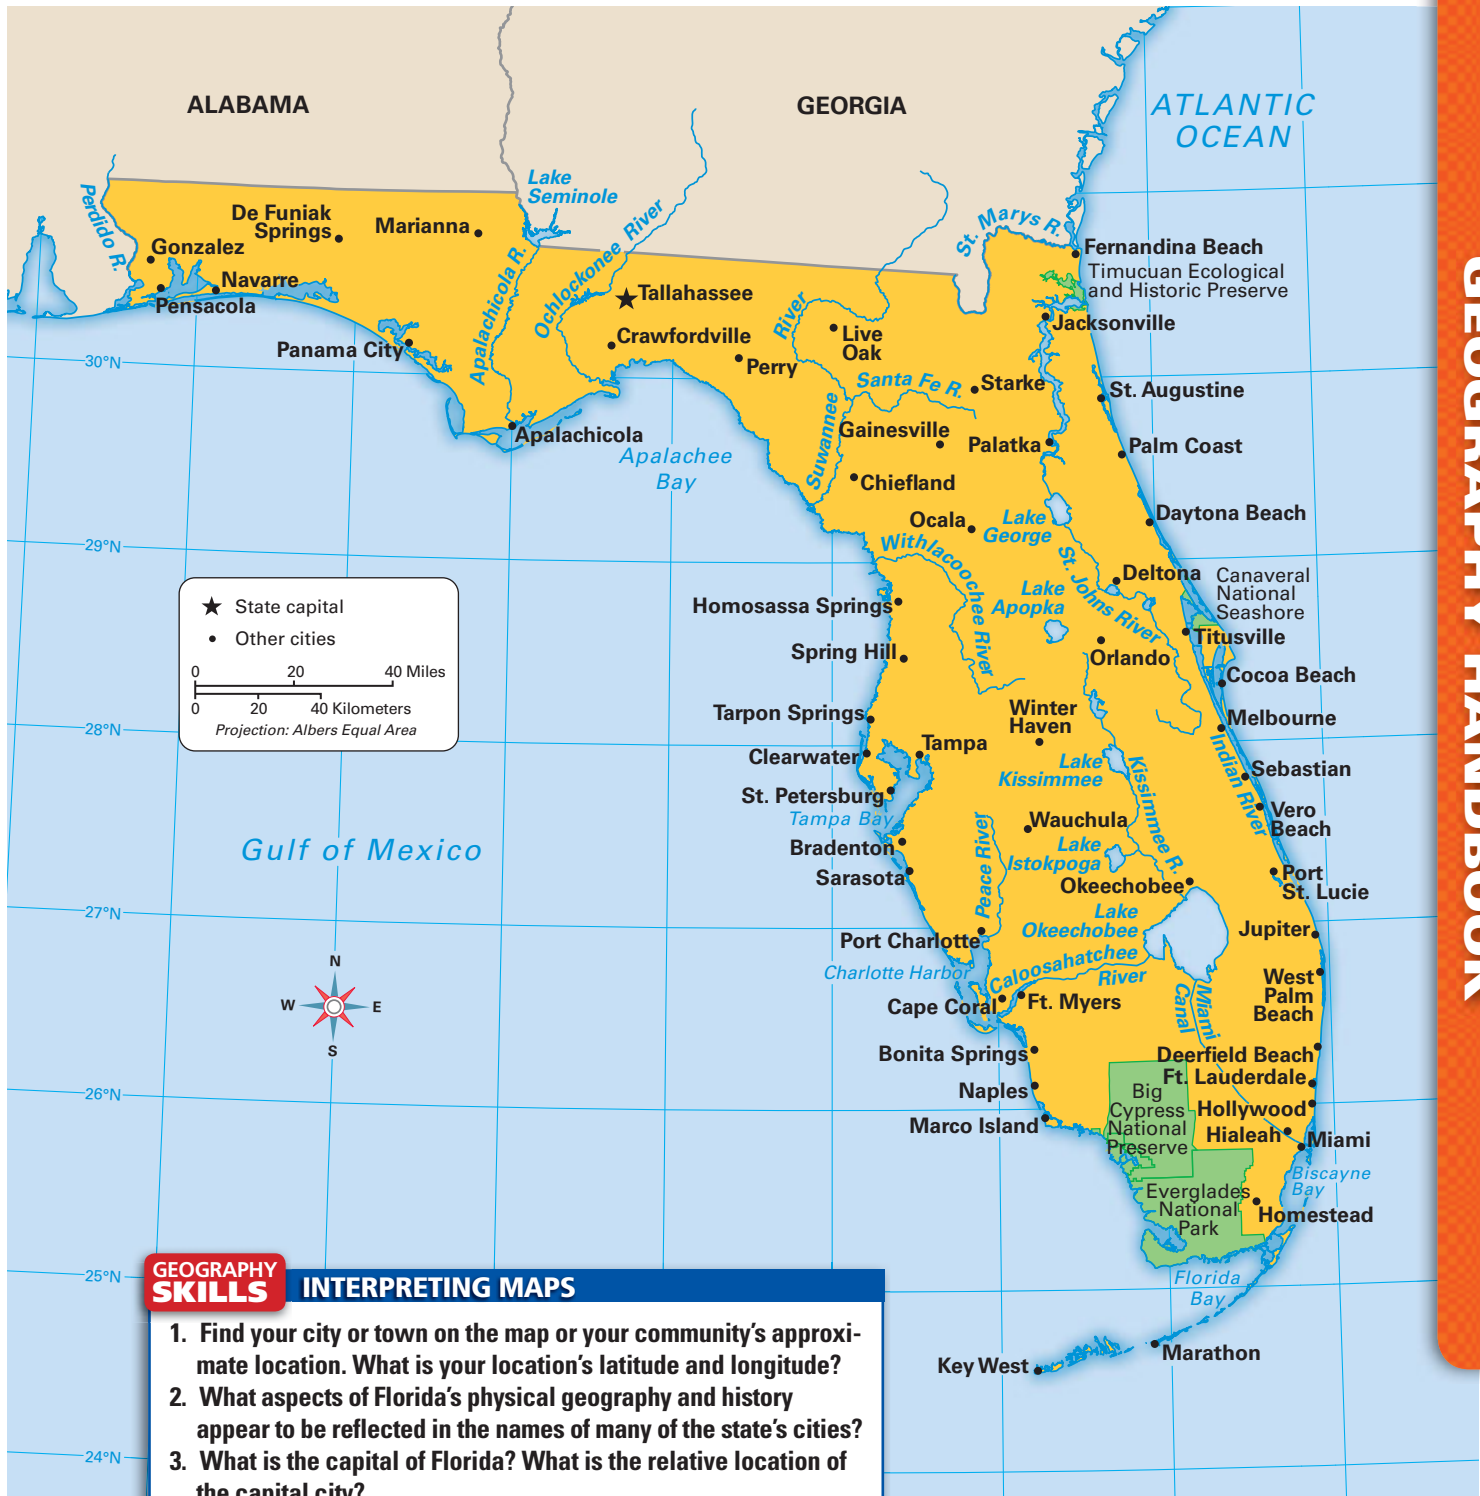 ALABAMA
GEORGIA
ATLANTIC
OCEAN
Lake
Seminole
Perdido R.
De Funiak
Springs
Marianna
Gonzalez
Navarre
Pensacola
Panama City
Apalachicola R.
Ochlockonee River
St. Marys R.
Fernandina Beach
Timucuan Ecological
and Historic Preserve
Tallahassee
Crawfordville
Perry
Suwannee
River
Live
Oak
Jacksonville
Santa Fe R.
Starke
St. Augustine
Apalachicola
Apalachee
Bay
Gainesville
Palatka
Palm Coast
Chiefland
Ocala
Lake
George
Daytona Beach
Withlacoochee River
St. Johns River
Deltona
Canaveral
National
Seashore
Lake
Apopka
Homosassa Springs
Titusville
Spring Hill
Orlando
Cocoa Beach
Tarpon Springs
Winter
Haven
Melbourne
Clearwater
Tampa
Lake
Kissimmee
Kissimmee R.
Indian River
Sebastian
St. Petersburg
Tampa Bay
Wauchula
Vero
Beach
Bradenton
Lake
Istokpoga
Sarasota
Peace River
Okeechobee
Port
St. Lucie
Lake
Okeechobee
Jupiter
Port Charlotte
Charlotte Harbor
Caloosahatchee
River
West
Palm
Beach
Cape Coral
Ft. Myers
Miami
Canal
Bonita Springs
Deerfield Beach
Ft. Lauderdale
Naples
Big
Cypress
National
Preserve
Hollywood
Marco Island
Hialeah
Miami
Biscayne
Bay
Everglades
National
Park
Homestead
Florida
Bay
Marathon
Key West
Gulf of Mexico
30°N
29°N
28°N
27°N
26°N
25°N
24°N
State capital
Other cities
0 20 40 Miles
0 20 40 Kilometers
Projection: Albers Equal Area
N
W E
S
GEOGRAPHY
SKILLS
INTERPRETING MAPS
1. Find your city or town on the map or your community's approxi-
mate location. What is your location's latitude and longitude?
2. What aspects of Florida's physical geography and history
appear to be reflected in the names of many of the state's cities?
3. What is the capital of Florida? What is the relative location of
the capital city?
GEOGRAPHY HANDBOOK